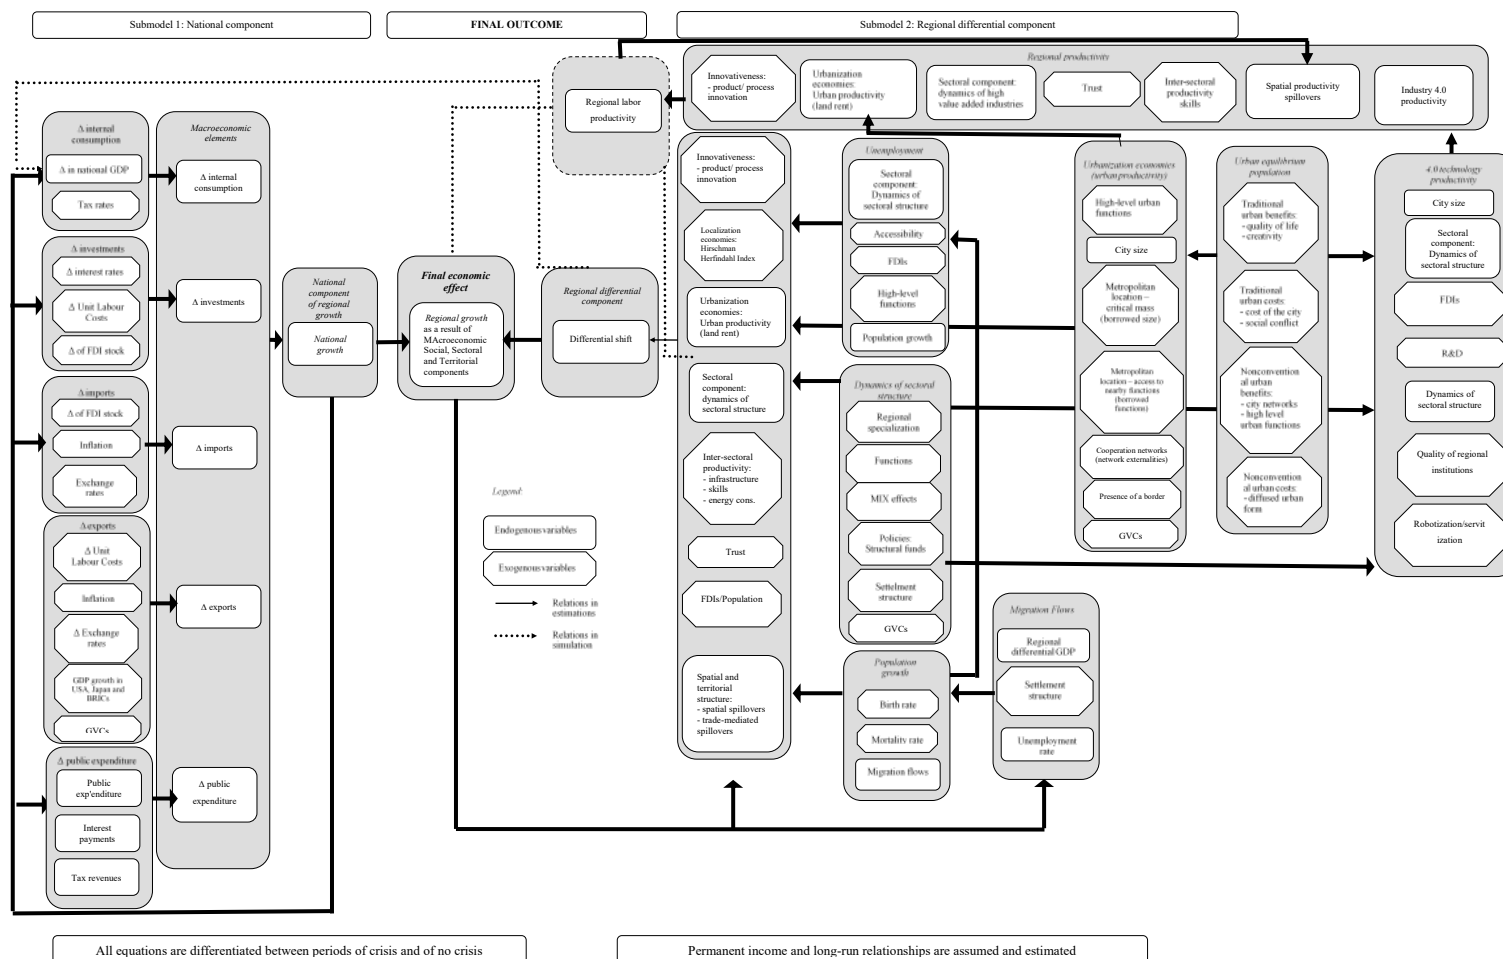 Submodel 1: National component
FINAL OUTCOME
Submodel 2: Regional differential component
Regional productivity
Innovativeness:
- product/ process
innovation
Urbanization
economies:
Urban productivity
(land rent)
Sectoral component:
dynamics of high
value added industries
Trust
Inter-sectoral
productivity
skills
Spatial productivity
spillovers
Industry 4.0
productivity
Regional labor
productivity
Δ internal
consumption
Δ in national GDP
Tax rates
Δ investments
Δ interest rates
Δ Unit Labour
Costs
Δ of FDI stock
Δ imports
Δ of FDI stock
Inflation
Exchange
rates
Δ exports
Δ Unit
Labour Costs
Inflation
Δ Exchange
rates
GDP growth in
USA, Japan and
BRICs
GVCs
Δ public expenditure
Public
exp'enditure
Interest
payments
Tax revenues
Macroeconomic
elements
Δ internal
consumption
Δ investments
Δ imports
Δ exports
Δ public
expenditure
National
component
of regional
growth
National
growth
Final economic
effect
Regional growth
as a result of
MAcroeconomic
Social, Sectoral
and Territorial
components
Regional differential
component
Differential shift
Legend:
Endogenous variables
Exogenous variables
Relations in
estimations
Relations in
simulation
Innovativeness:
- product/ process
innovation
Localization
economies:
Hirschman
Herfindahl Index
Urbanization
economies:
Urban productivity
(land rent)
Sectoral
component:
dynamics of
sectoral structure
Inter-sectoral
productivity:
- infrastructure
- skills
- energy cons.
Trust
FDIs/Population
Spatial and
territorial
structure:
- spatial spillovers
- trade-mediated
spillovers
Unemployment
Sectoral
component:
Dynamics of
sectoral structure
Accessibility
FDIs
High-level
functions
Population growth
Dynamics of sectoral
structure
Regional
specialization
Functions
MIX effects
Policies:
Structural funds
Settelment
structure
GVCs
Population
growth
Birth rate
Mortality rate
Migration flows
Migration Flows
Regional
differential GDP
Settlement
structure
Unemployment
rate
Urbanization economies
(urban productivity)
High-level urban
functions
City size
Metropolitan
location –
critical mass
(borrowed size)
Metropolitan
location – access to
nearby functions
(borrowed
functions)
Cooperation networks
(network externalities)
Presence of a border
GVCs
Urban equilibrium
population
Traditional
urban benefits:
- quality of life
- creativity
Traditional
urban costs:
- cost of the city
- social conflict
Nonconvention
al urban
benefits:
- city networks
- high level
urban functions
Nonconvention
al urban costs:
- diffused urban
form
4.0 technology
productivity
City size
Sectoral
component:
Dynamics of
sectoral structure
FDIs
R&D
Dynamics
of sectoral structure
Quality of regional
institutions
Robotization/servit
ization
All equations are differentiated between periods of crisis and of no crisis
Permanent income and long-run relationships are assumed and estimated